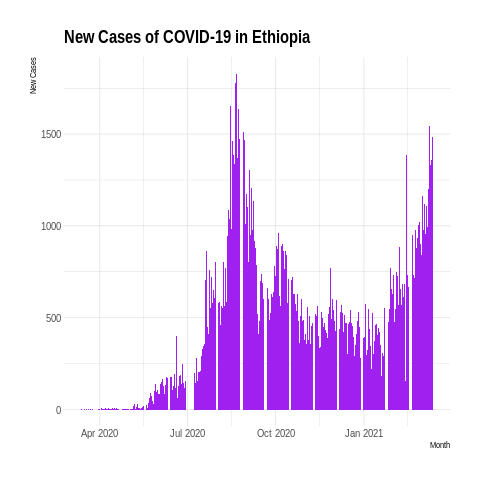 New Cases of COVID-19 in Ethiopia
New Cases
1500
1000
500
0
Apr 2020 Jul 2020 Oct 2020 Jan 2021
Month